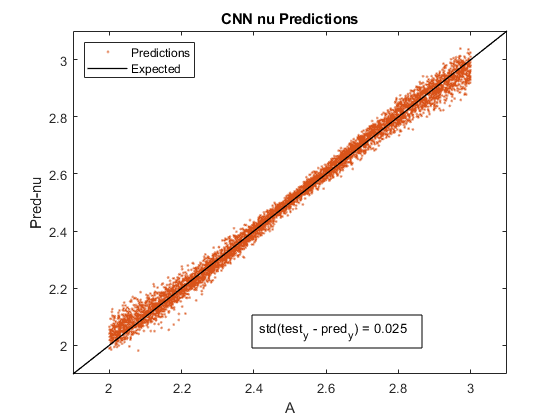 CNN nu Predictions
Predictions
Expected
3
2.8
2.6
2.4
2.2
2
Pred-nu
std(test_y - pred_y) = 0.025
2
2.2
2.4
2.6
2.8
3
A